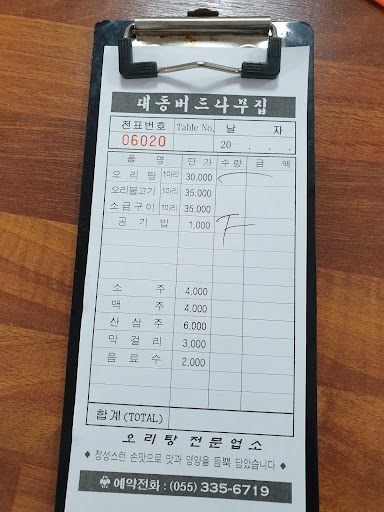 대동버드나무집
전표번호 Table No. 날 자
06020 20 . . .
품 명 단 가 수 량 금 액
오 리 탕 1마리 30,000
오리불고기 1마리 35,000
소금구이 1마리 35,000
공 기 밥 1,000
소 주 4,000
맥 주 4,000
산 삼 주 6,000
막 걸 리 3,000
음 료 수 2,000
합계(TOTAL)
오리탕 전문업소
◆ 정성스런 손맛으로 맛과 영양을 듬뿍 담았습니다 ◆
예약전화 : (055) 335-6719